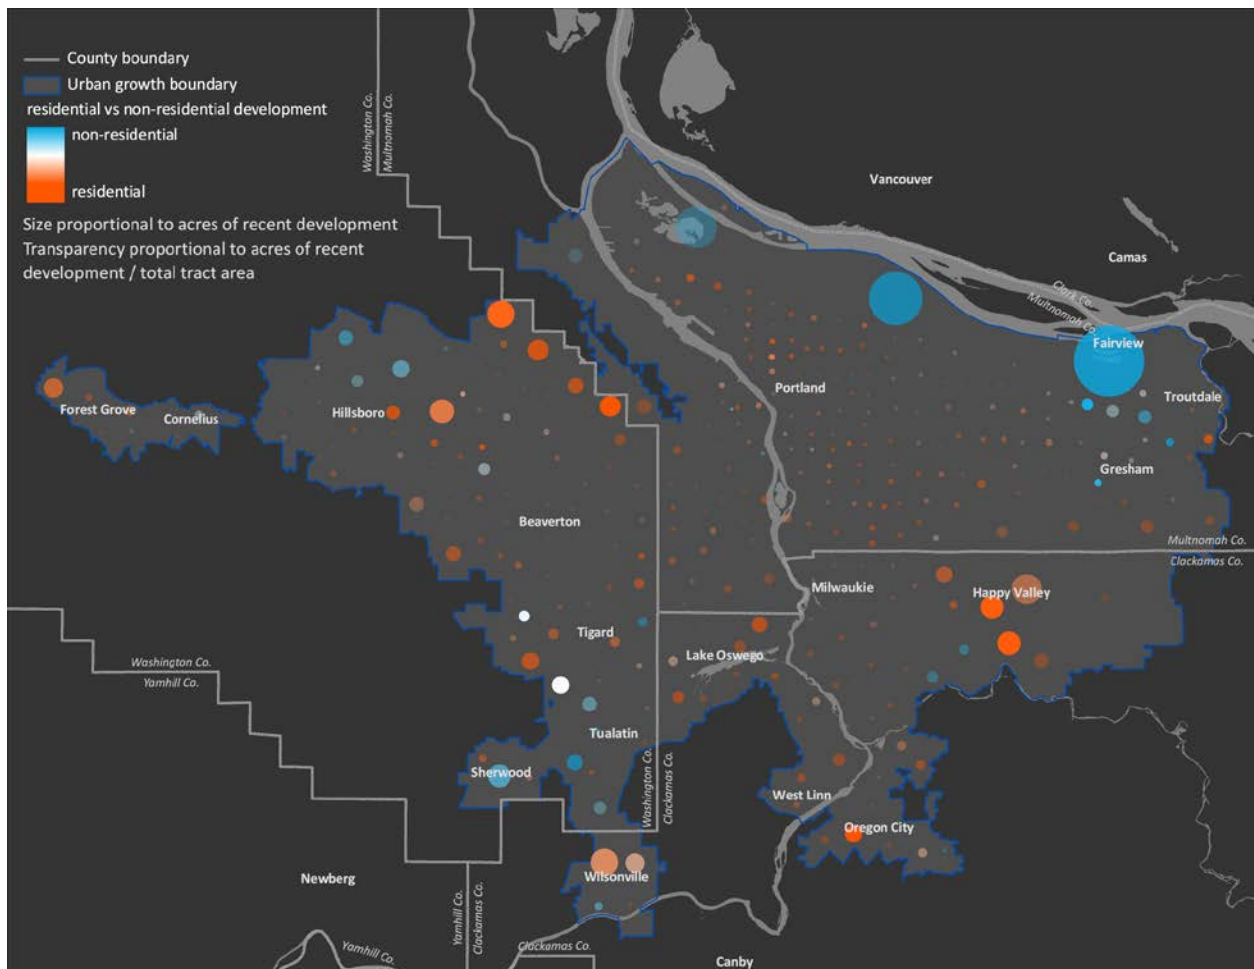 County boundary
Urban growth boundary
residential vs non-residential development
non-residential
residential
Size proportional to acres of recent development
Transparency proportional to acres of recent
development / total tract area
Washington Co.
Multnomah Co.
Vancouver
Camas
Clark Co.
Multnomah Co.
Fairview
Portland
Troutdale
Forest Grove
Cornelius
Hillsboro
Gresham
Beaverton
Multnomah Co.
Clackamas Co.
Milwaukie
Happy Valley
Tigard
Lake Oswego
Washington Co.
Yamhill Co.
Tualatin
Sherwood
Washington Co.
Clackamas Co.
West Linn
Oregon City
Wilsonville
Newberg
Yamhill Co.
Clackamas Co.
Yamhill Co.
Clackamas Co.
Canby